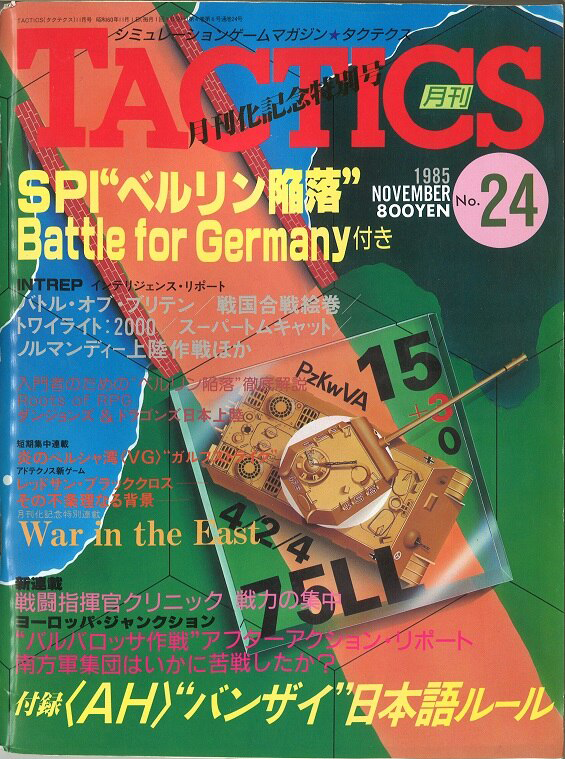 シミュレーションゲームマガジン★タクテクス
TACTICS
月刊
月刊化記念特別号
1985
NOVEMBER
800YEN
No.24
SPI“ベルリン陥落”
Battle for Germany付き
INTREP インテリジェンス・リポート
バトル・オブ・ブリテン／戦国合戦絵巻／
トワイライト:2000／スーパートムキャット
ノルマンディー上陸作戦ほか
入門者のための“ベルリン陥落”徹底解説
Roots of RPG
ダンジョンズ & ドラゴンズ日本上陸
短期集中連載
炎のペルシャ湾〈VG〉“ガルフストライク”
アドテクノス新ゲーム
レッドサン・ブラッククロス
その不条理なる背景
月刊化記念特別連載
War in the East
新連載
戦闘指揮官クリニック 戦力の集中
ヨーロッパ・ジャンクション
“バルバロッサ作戦”アフターアクション・リポート
南方軍集団はいかに苦戦したか?
付録〈AH〉“バンザイ”日本語ルール
PzKwVA
15
+3
0
4/2/4
75LL